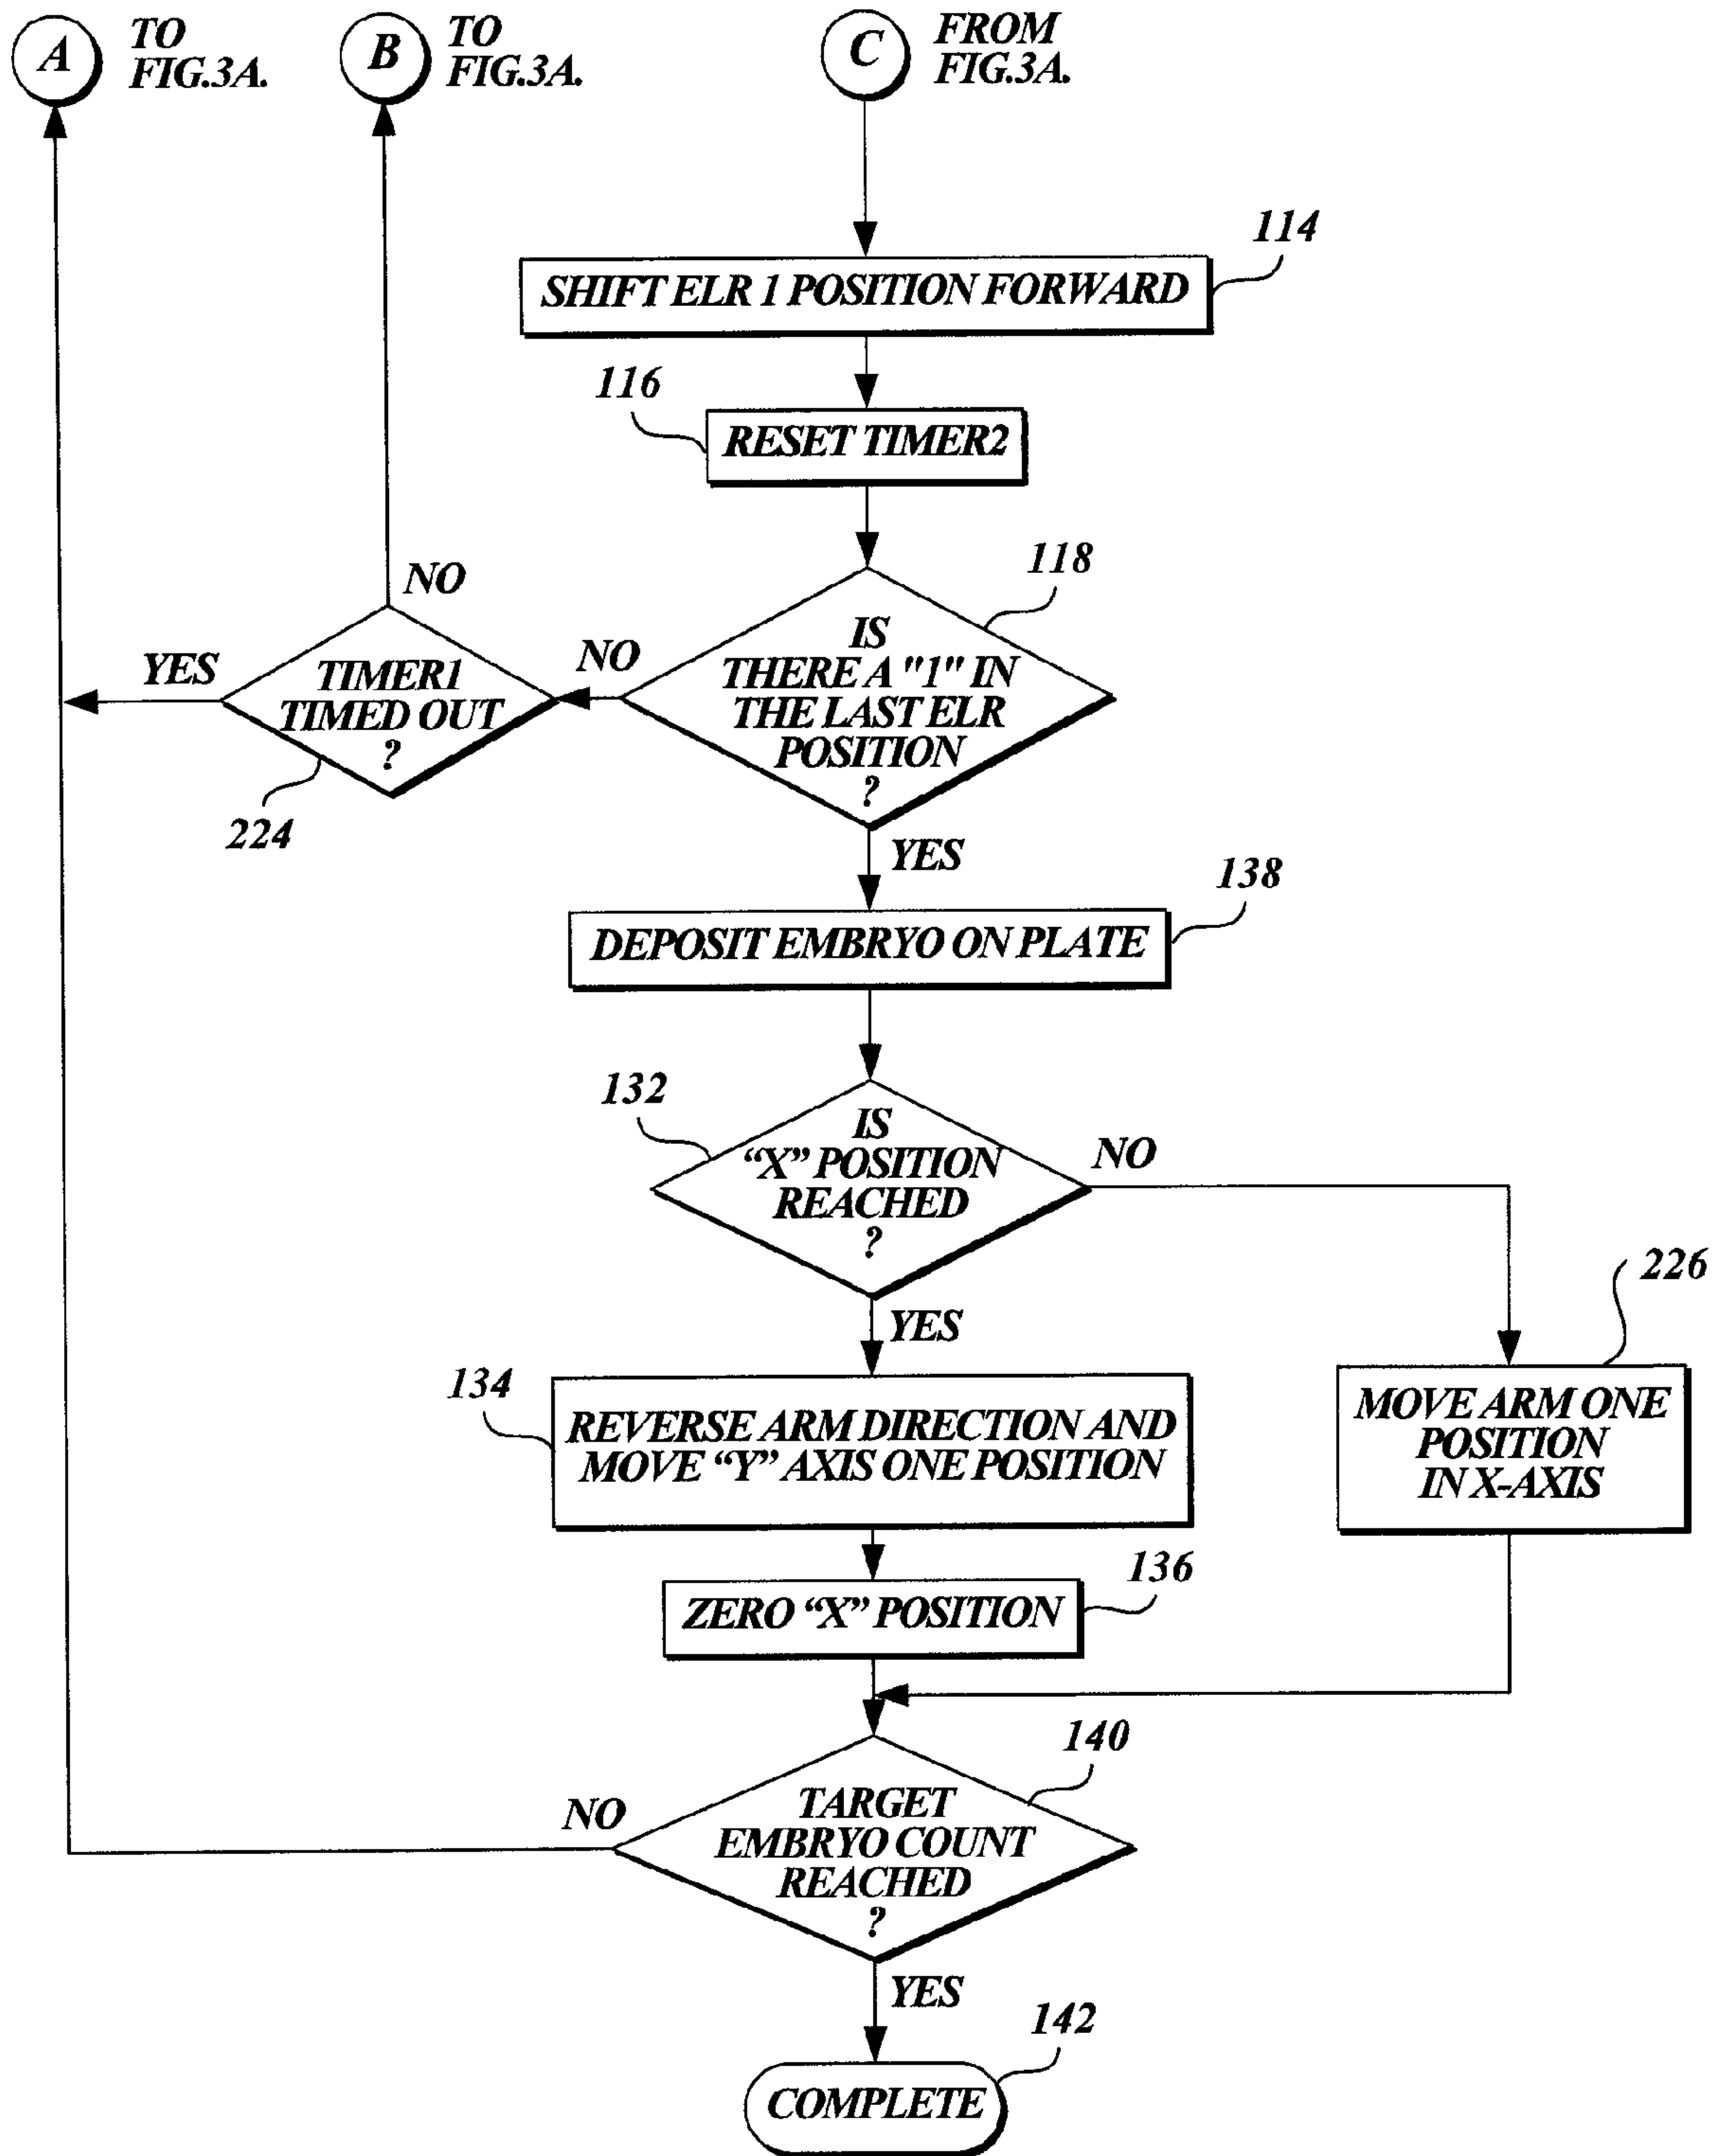 A
TO
FIG.3A.
B
TO
FIG.3A.
C
FROM
FIG.3A.
114
SHIFT ELR 1 POSITION FORWARD
116
RESET TIMER2
118
IS
THERE A "1" IN
THE LAST ELR
POSITION
?
NO
YES
NO
YES
TIMER1
TIMED OUT
?
224
138
DEPOSIT EMBRYO ON PLATE
132
IS
“X” POSITION
REACHED
?
NO
YES
226
MOVE ARM ONE
POSITION
IN X-AXIS
134
REVERSE ARM DIRECTION AND
MOVE “Y” AXIS ONE POSITION
136
ZERO “X” POSITION
140
TARGET
EMBRYO COUNT
REACHED
?
NO
YES
142
COMPLETE